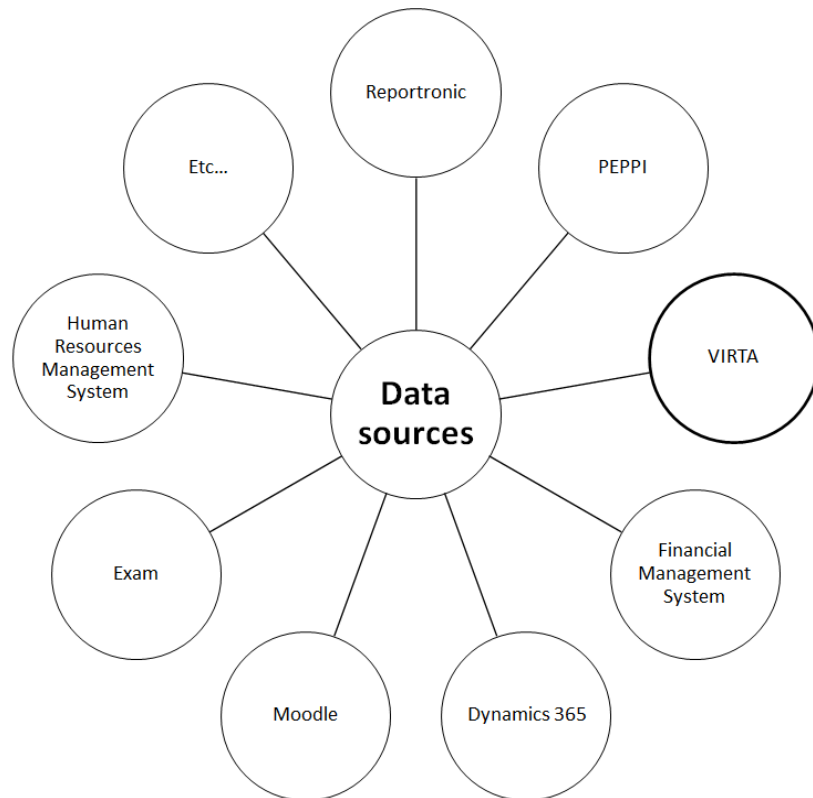 Reportronic
PEPPI
VIRTA
Financial
Management
System
Dynamics 365
Moodle
Exam
Human
Resources
Management
System
Etc...
Data
sources